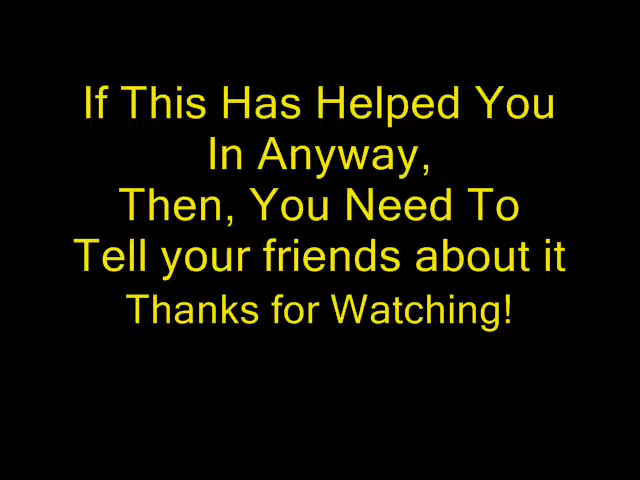 If This Has Helped You
In Anyway,
Then, You Need To
Tell your friends about it
Thanks for Watching!